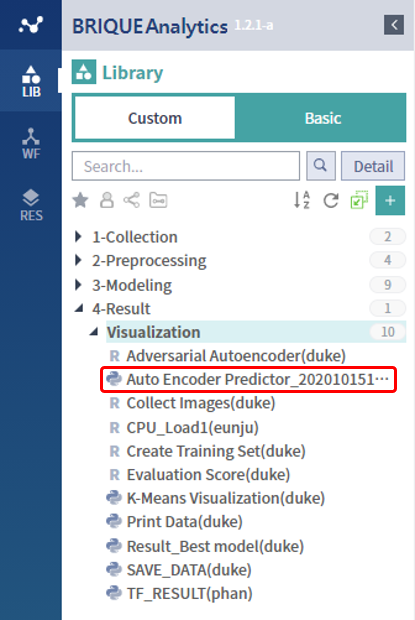 BRIQUE Analytics 1.2.1-a
LIB
Library
Custom Basic
WF
Search... Detail
RES
1-Collection 2
2-Preprocessing 4
3-Modeling 9
4-Result 1
Visualization 10
R Adversarial Autoencoder(duke)
Auto Encoder Predictor_202010151...
R Collect Images(duke)
R CPU_Load1(eunju)
R Create Training Set(duke)
R Evaluation Score(duke)
K-Means Visualization(duke)
Print Data(duke)
Result_Best model(duke)
SAVE_DATA(duke)
TF_RESULT(phan)